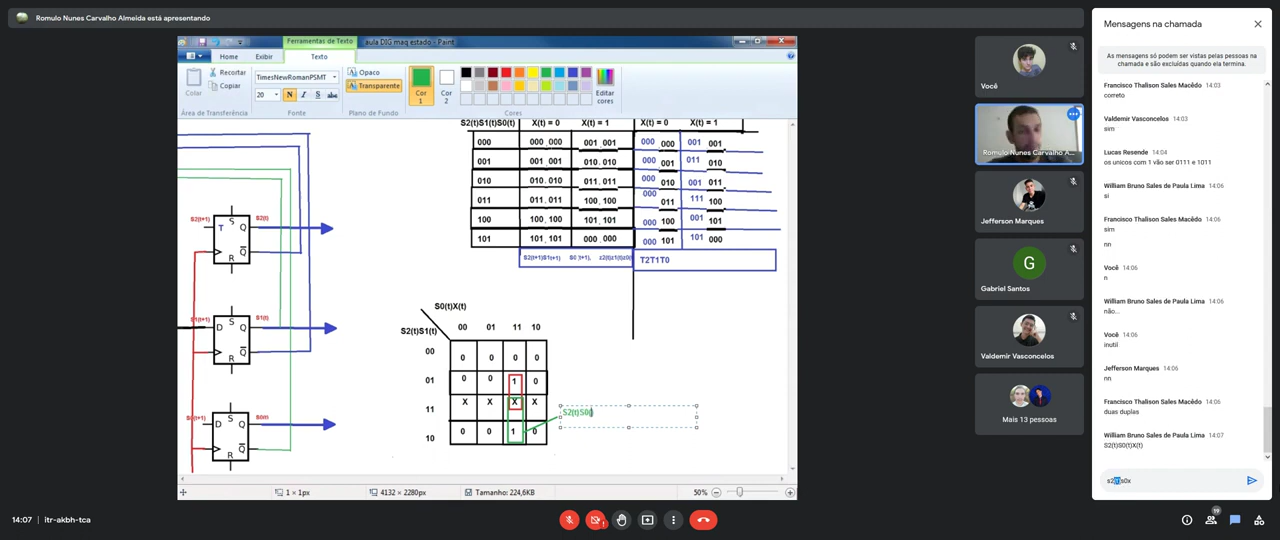 Romulo Nunes Carvalho Almeida está apresentando
Ferramentas de Texto
aula DIG maq estado - Paint
Home Exibir Texto
Colar
Recortar
Copiar
Área de Transferência
TimesNewRomanPSMT
20 N I S abc
Fonte
Opaco
Transparente
Plano de Fundo
Cor 1
Cor 2
Editar cores
Cores
S2(t)S1(t)S0(t) X(t) = 0 X(t) = 1 X(t) = 0 X(t) = 1
000 000.000 001.001 000 000 001 001
001 001.001 010.010 000 001 011 010
010 010.010 011.011 000 010 001 011
011 011.011 100.100 000 011 111 100
100 100.100 101.101 000 100 001 101
101 101.101 000.000 000 101 101 000
T2T1T0
S2(t+1) S2(t)
T S Q
R Q
S1(t+1) S1(t)
D S Q
R Q
D S Q
R Q
S0(t)X(t)
S2(t)S1(t)
00 01 11 10
00 0 0 0 0
01 0 0 1 0
11 X X X X
10 0 0 1 0
S2(t)S0(
1 × 1px
4132 × 2280px
Tamanho: 224,6KB
50%
Você
Romulo Nunes Carvalho A...
Jefferson Marques
G
Gabriel Santos
Valdemir Vasconcelos
Mais 13 pessoas
Mensagens na chamada
As mensagens só podem ser vistas pelas pessoas na chamada e são excluídas quando ela termina.
Francisco Thalison Sales Macêdo 14:03
correto
Valdemir Vasconcelos 14:03
sim
Lucas Resende 14:04
os unicos com 1 vão ser 0111 e 1011
William Bruno Sales de Paula Lima 14:06
si
Francisco Thalison Sales Macêdo 14:06
sim
nn
Você 14:06
n
William Bruno Sales de Paula Lima 14:06
não...
Você 14:06
inutil
Jefferson Marques 14:06
nn
Francisco Thalison Sales Macêdo 14:06
duas duplas
William Bruno Sales de Paula Lima 14:07
S2(t)S0(t)X(t)
s2(t)s0x
14:07 | itr-akbh-tca
19